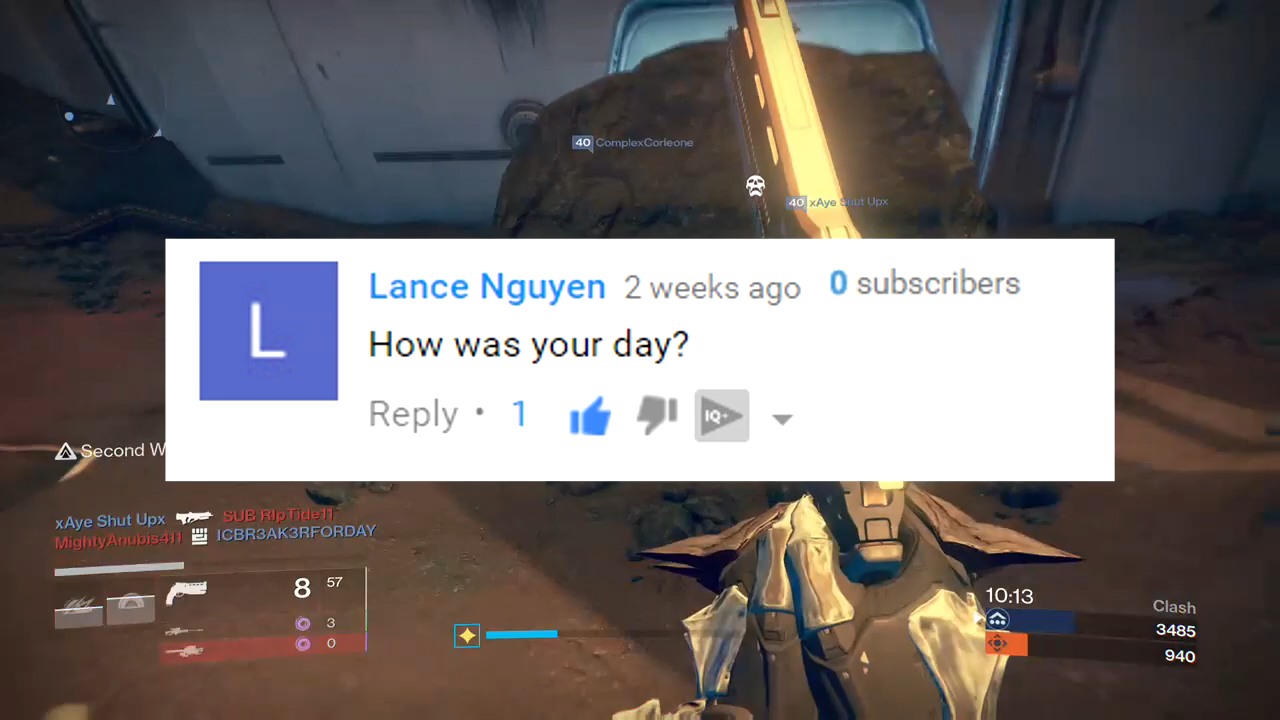 40 ComplexCorleone
40 xAye Shut Upx
L
Lance Nguyen 2 weeks ago 0 subscribers
How was your day?
Reply • 1 IQ+
Second W
xAye Shut Upx SUB RIpTide11
MightyAnubis411 ICBR3AK3RFORDAY
8 57
3
0
10:13
Clash
3485
940